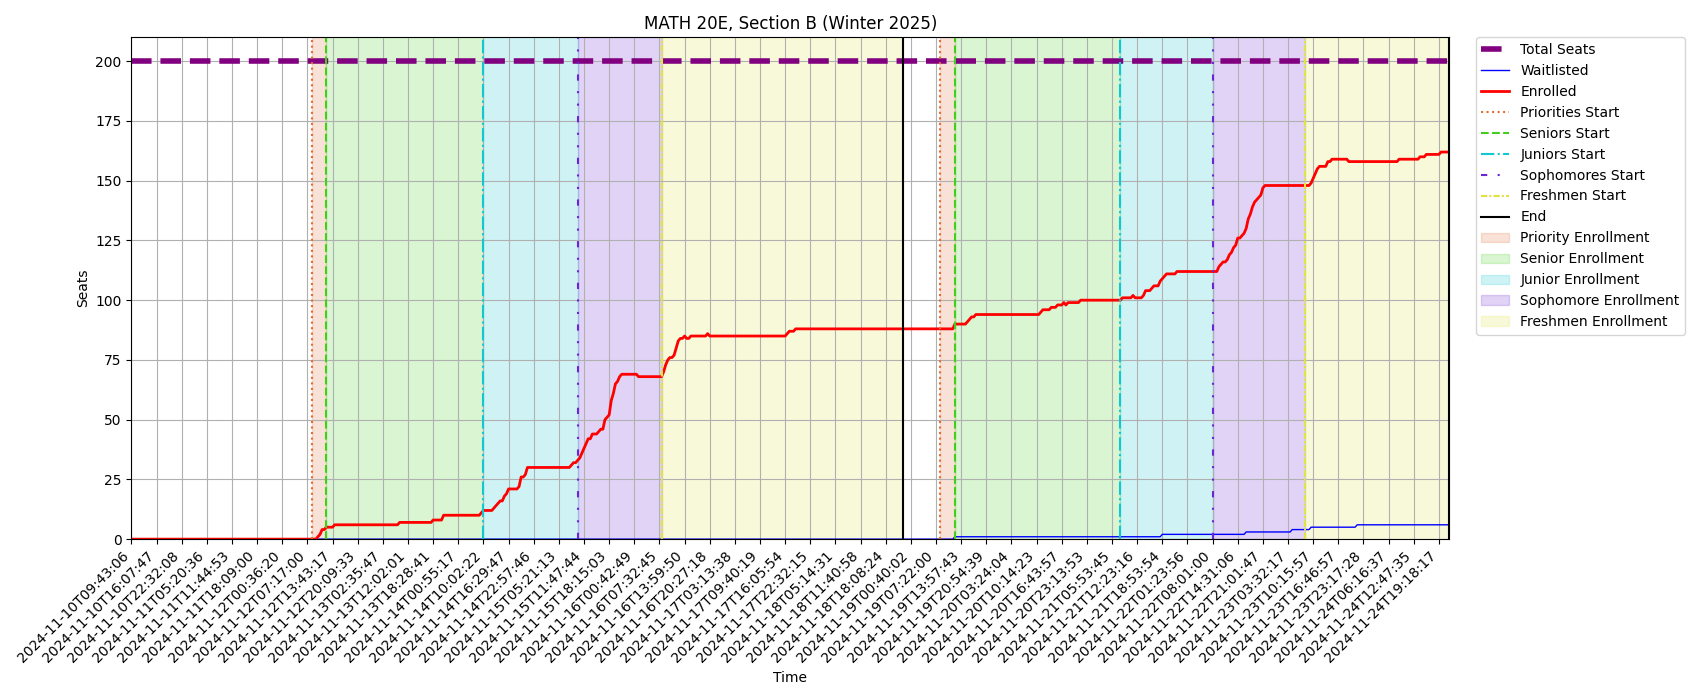 MATH 20E, Section B (Winter 2025)
Seats
200
175
150
125
100
75
50
25
0
2024-11-10T09:43:06
2024-11-10T16:07:47
2024-11-10T22:32:08
2024-11-11T05:20:36
2024-11-11T11:44:53
2024-11-11T18:09:00
2024-11-12T00:36:20
2024-11-12T07:17:00
2024-11-12T13:43:17
2024-11-12T20:09:33
2024-11-13T02:35:47
2024-11-13T12:02:01
2024-11-13T18:28:41
2024-11-14T00:55:17
2024-11-14T10:02:22
2024-11-14T16:29:47
2024-11-14T22:57:46
2024-11-15T05:21:13
2024-11-15T11:47:44
2024-11-15T18:15:03
2024-11-16T00:42:49
2024-11-16T07:32:45
2024-11-16T13:59:50
2024-11-16T20:27:18
2024-11-17T03:13:38
2024-11-17T09:40:19
2024-11-17T16:05:54
2024-11-17T22:32:15
2024-11-18T05:14:31
2024-11-18T11:40:58
2024-11-18T18:08:24
2024-11-19T00:40:02
2024-11-19T07:22:00
2024-11-19T13:57:43
2024-11-19T20:54:39
2024-11-20T03:24:04
2024-11-20T10:14:23
2024-11-20T16:43:57
2024-11-20T23:13:53
2024-11-21T05:53:45
2024-11-21T12:23:16
2024-11-21T18:53:54
2024-11-22T01:23:56
2024-11-22T08:01:00
2024-11-22T14:31:06
2024-11-22T21:01:47
2024-11-23T03:32:17
2024-11-23T10:15:57
2024-11-23T16:46:57
2024-11-23T23:17:28
2024-11-24T06:16:37
2024-11-24T12:47:35
2024-11-24T19:18:17
Time
Total Seats
Waitlisted
Enrolled
Priorities Start
Seniors Start
Juniors Start
Sophomores Start
Freshmen Start
End
Priority Enrollment
Senior Enrollment
Junior Enrollment
Sophomore Enrollment
Freshmen Enrollment